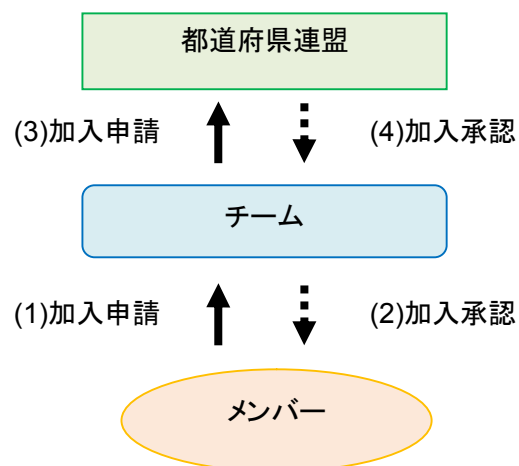 都道府県連盟
(3)加入申請
(4)加入承認
チーム
(1)加入申請
(2)加入承認
メンバー